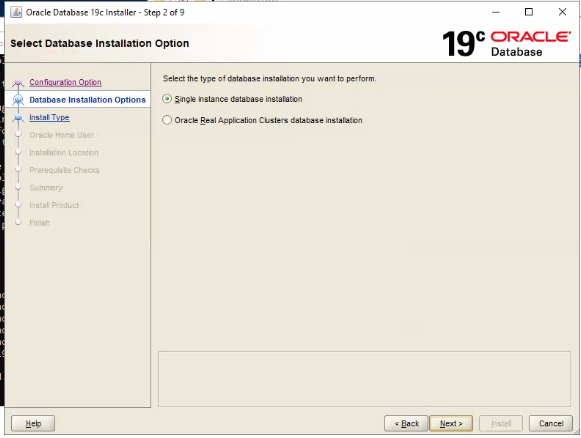 Oracle Database 19c Installer - Step 2 of 9
Select Database Installation Option
19c ORACLE
Database
Configuration Option
Database Installation Options
Install Type
Oracle Home User
Installation Location
Prerequisite Checks
Summary
Install Product
Finish
Select the type of database installation you want to perform.
Single instance database installation
Oracle Real Application Clusters database installation
Help
< Back
Next >
Install
Cancel